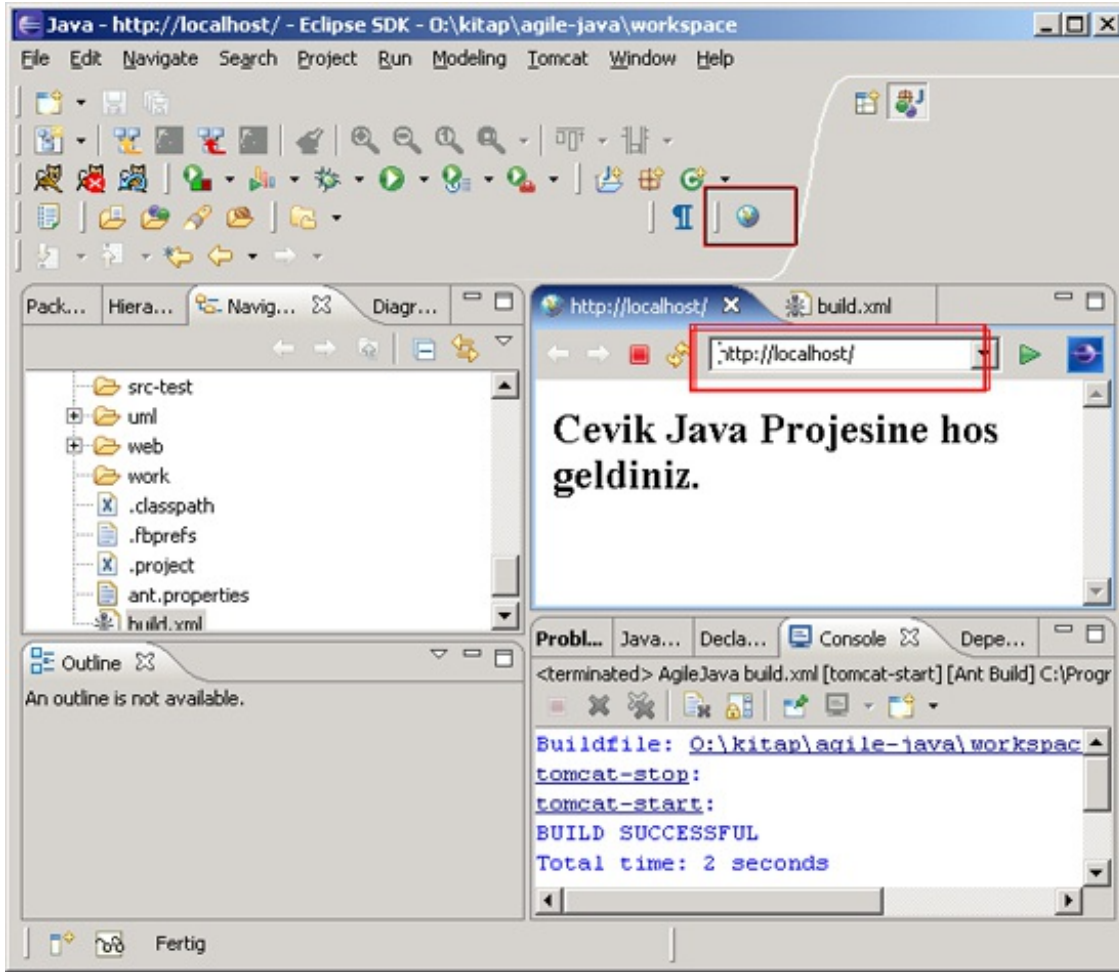 Java - http://localhost/ - Eclipse SDK - O:\kitap\agile-java\workspace
File Edit Navigate Search Project Run Modeling Tomcat Window Help
Pack... Hiera... Navig... Diagr...
src-test
uml
web
work
.classpath
.fbprefs
.project
ant.properties
build.xml
http://localhost/ build.xml
http://localhost/
Cevik Java Projesine hos
geldiniz.
Outline
An outline is not available.
Probl... Java... Decla... Console Depe...
<terminated> AgileJava build.xml [tomcat-start] [Ant Build] C:\Progr
Buildfile: O:\kitap\agile-java\workspac
tomcat-stop:
tomcat-start:
BUILD SUCCESSFUL
Total time: 2 seconds
Fertig